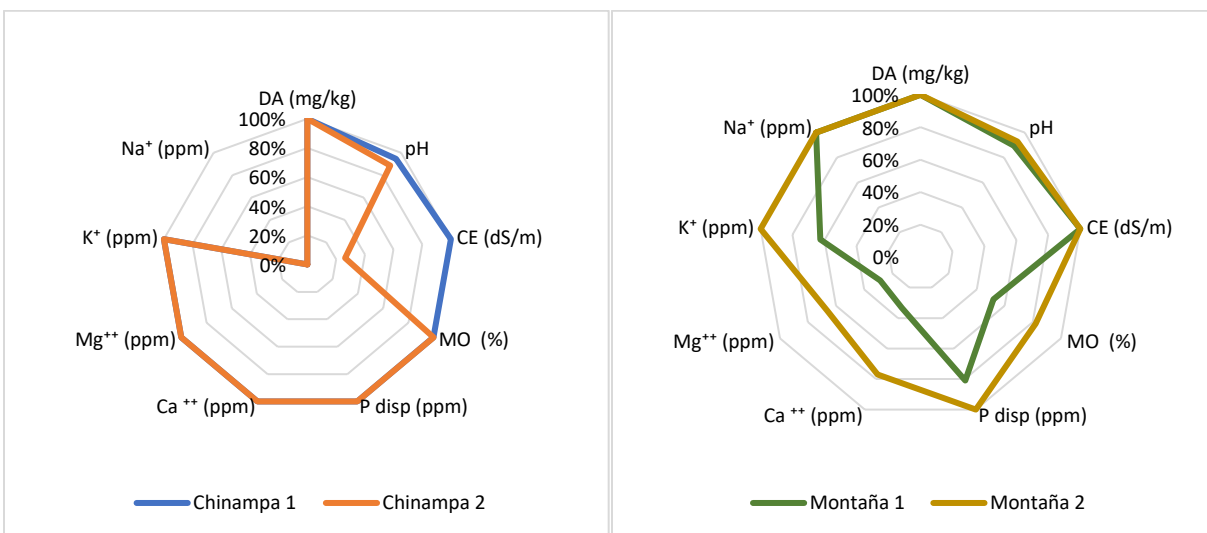 DA (mg/kg)
100%
80%
60%
40%
20%
0%
pH
CE (dS/m)
MO (%)
P disp (ppm)
Ca ⁺⁺ (ppm)
Mg⁺⁺ (ppm)
K⁺ (ppm)
Na⁺ (ppm)
Chinampa 1
Chinampa 2
DA (mg/kg)
100%
80%
60%
40%
20%
0%
pH
CE (dS/m)
MO (%)
P disp (ppm)
Ca ⁺⁺ (ppm)
Mg⁺⁺ (ppm)
K⁺ (ppm)
Na⁺ (ppm)
Montaña 1
Montaña 2